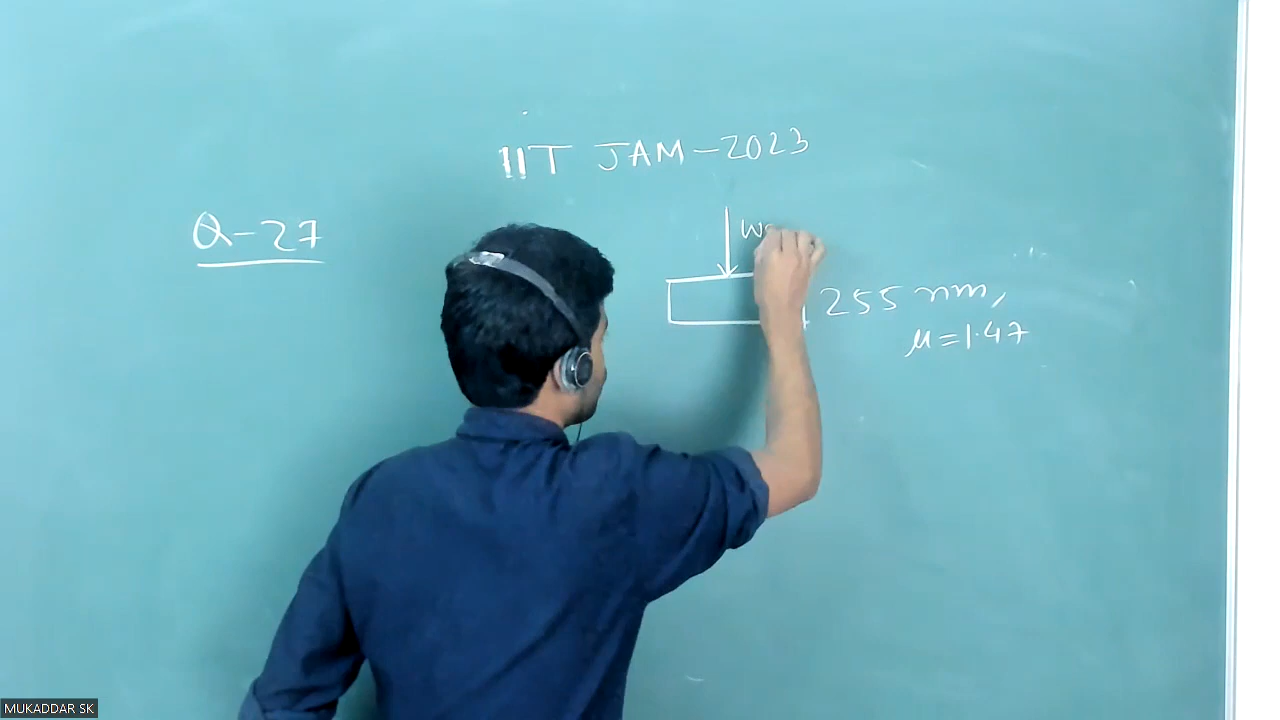 IIT JAM-2023
Q-27
255 nm,
μ=1.47
MUKADDAR SK